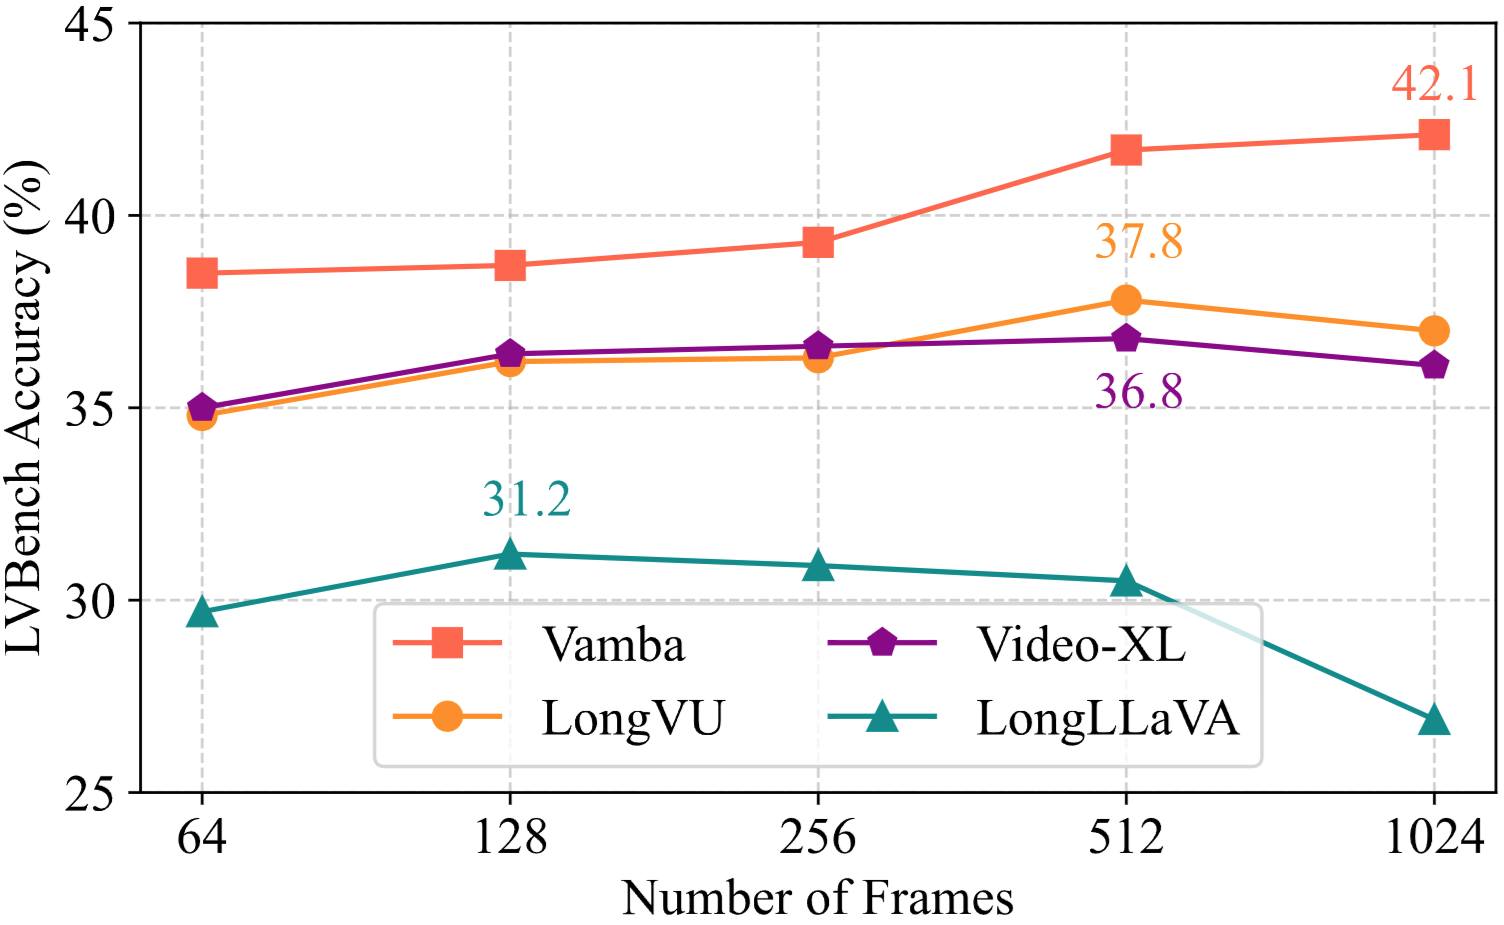 45
42.1
40
37.8
36.8
35
31.2
30
25
LVBench Accuracy (%)
Vamba
Video-XL
LongVU
LongLLaVA
64
128
256
512
1024
Number of Frames